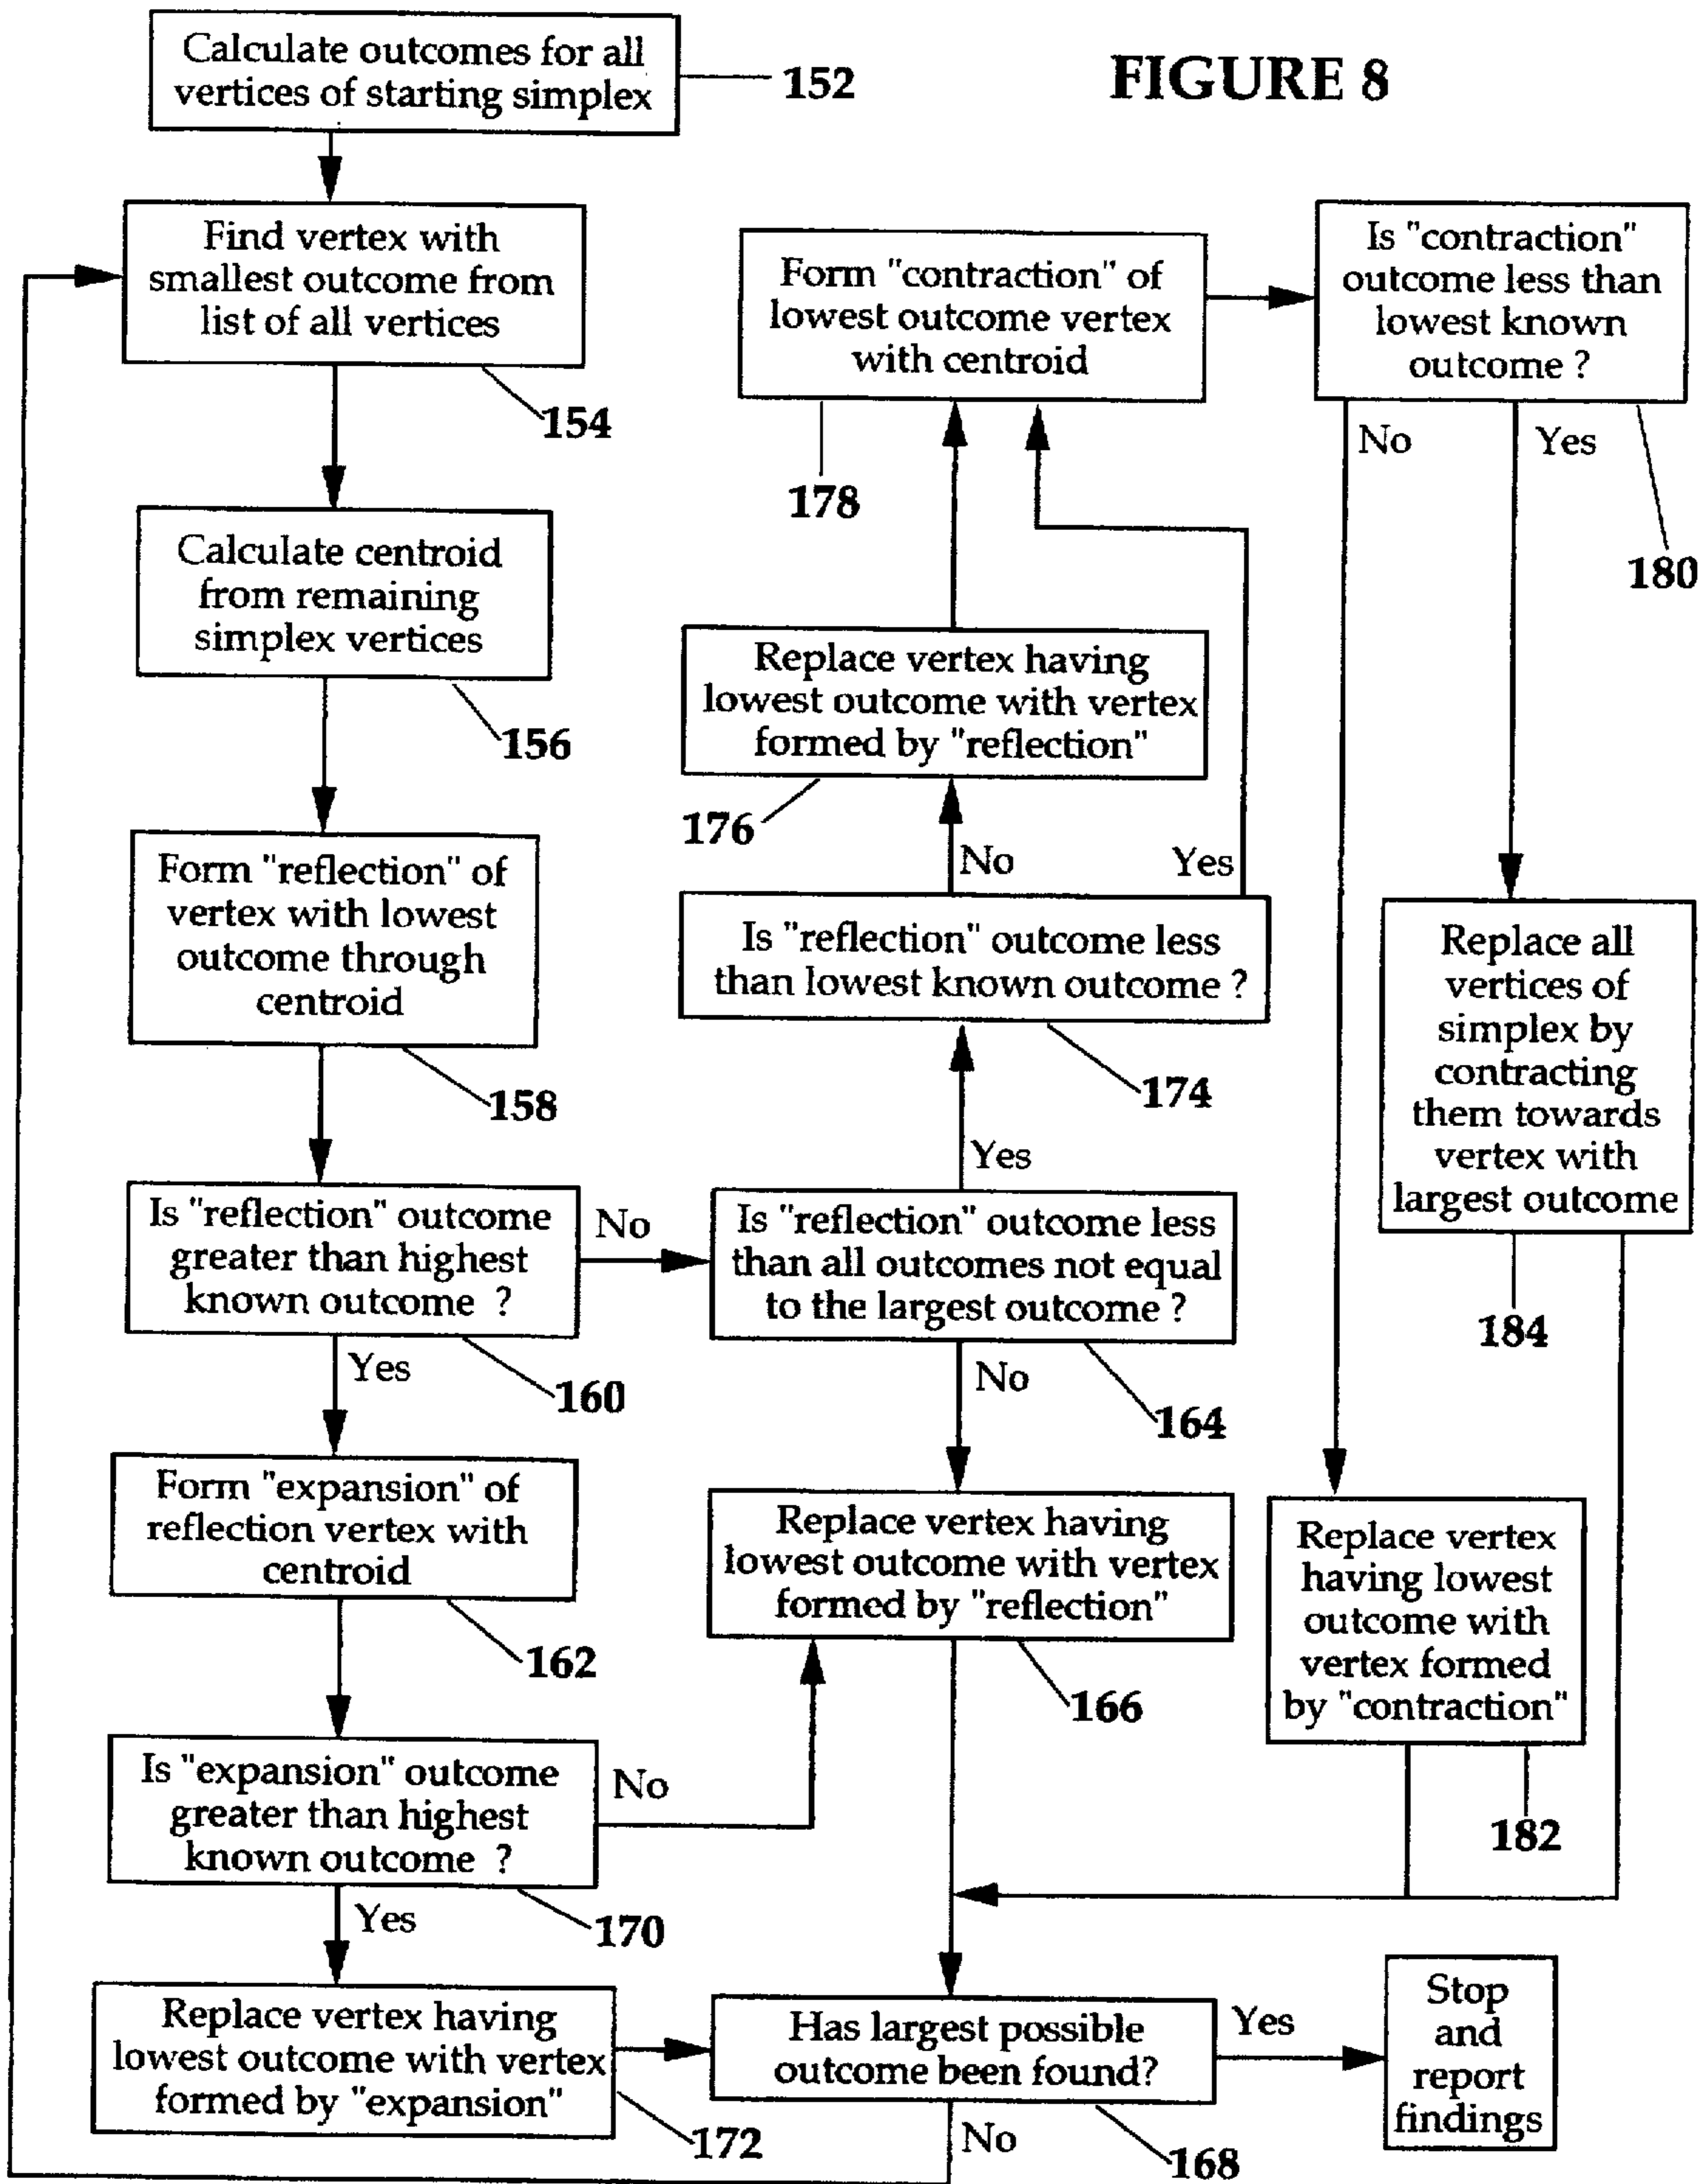 Calculate outcomes for all
vertices of starting simplex
152
FIGURE 8
Find vertex with
smallest outcome from
list of all vertices
154
Calculate centroid
from remaining
simplex vertices
156
Form "reflection" of
vertex with lowest
outcome through
centroid
158
Is "reflection" outcome
greater than highest
known outcome ?
160
No
Yes
Form "expansion" of
reflection vertex with
centroid
162
Is "expansion" outcome
greater than highest
known outcome ?
170
No
Yes
Replace vertex having
lowest outcome with vertex
formed by "expansion"
172
Form "contraction" of
lowest outcome vertex
with centroid
178
Replace vertex having
lowest outcome with vertex
formed by "reflection"
176
No
Yes
Is "reflection" outcome less
than lowest known outcome ?
174
Yes
Is "reflection" outcome less
than all outcomes not equal
to the largest outcome ?
164
No
Replace vertex having
lowest outcome with vertex
formed by "reflection"
166
Has largest possible
outcome been found?
168
Yes
No
Is "contraction"
outcome less than
lowest known
outcome ?
180
No
Yes
Replace all
vertices of
simplex by
contracting
them towards
vertex with
largest outcome
184
Replace vertex
having lowest
outcome with
vertex formed
by "contraction"
182
Stop
and
report
findings